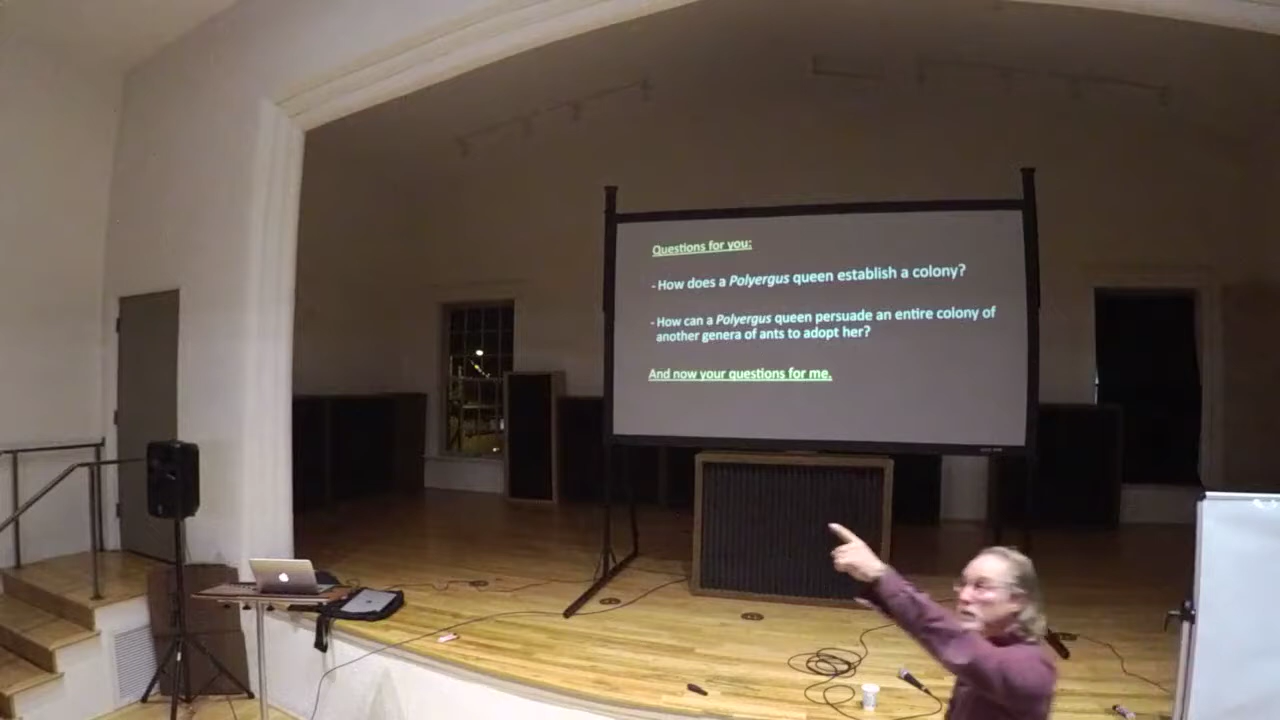 Questions for you:
- How does a Polyergus queen establish a colony?
- How can a Polyergus queen persuade an entire colony of
another genera of ants to adopt her?
And now your questions for me.